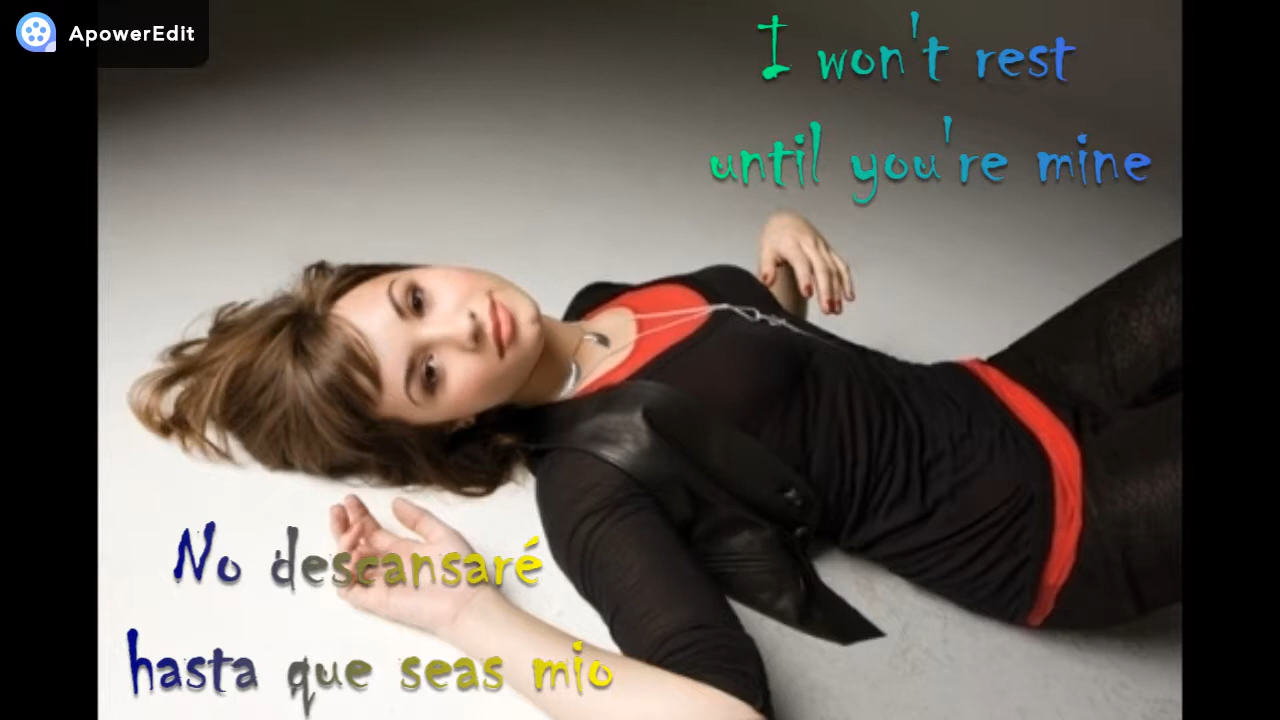 ApowerEdit
I won't rest
until you're mine
No descansaré
hasta que seas mio